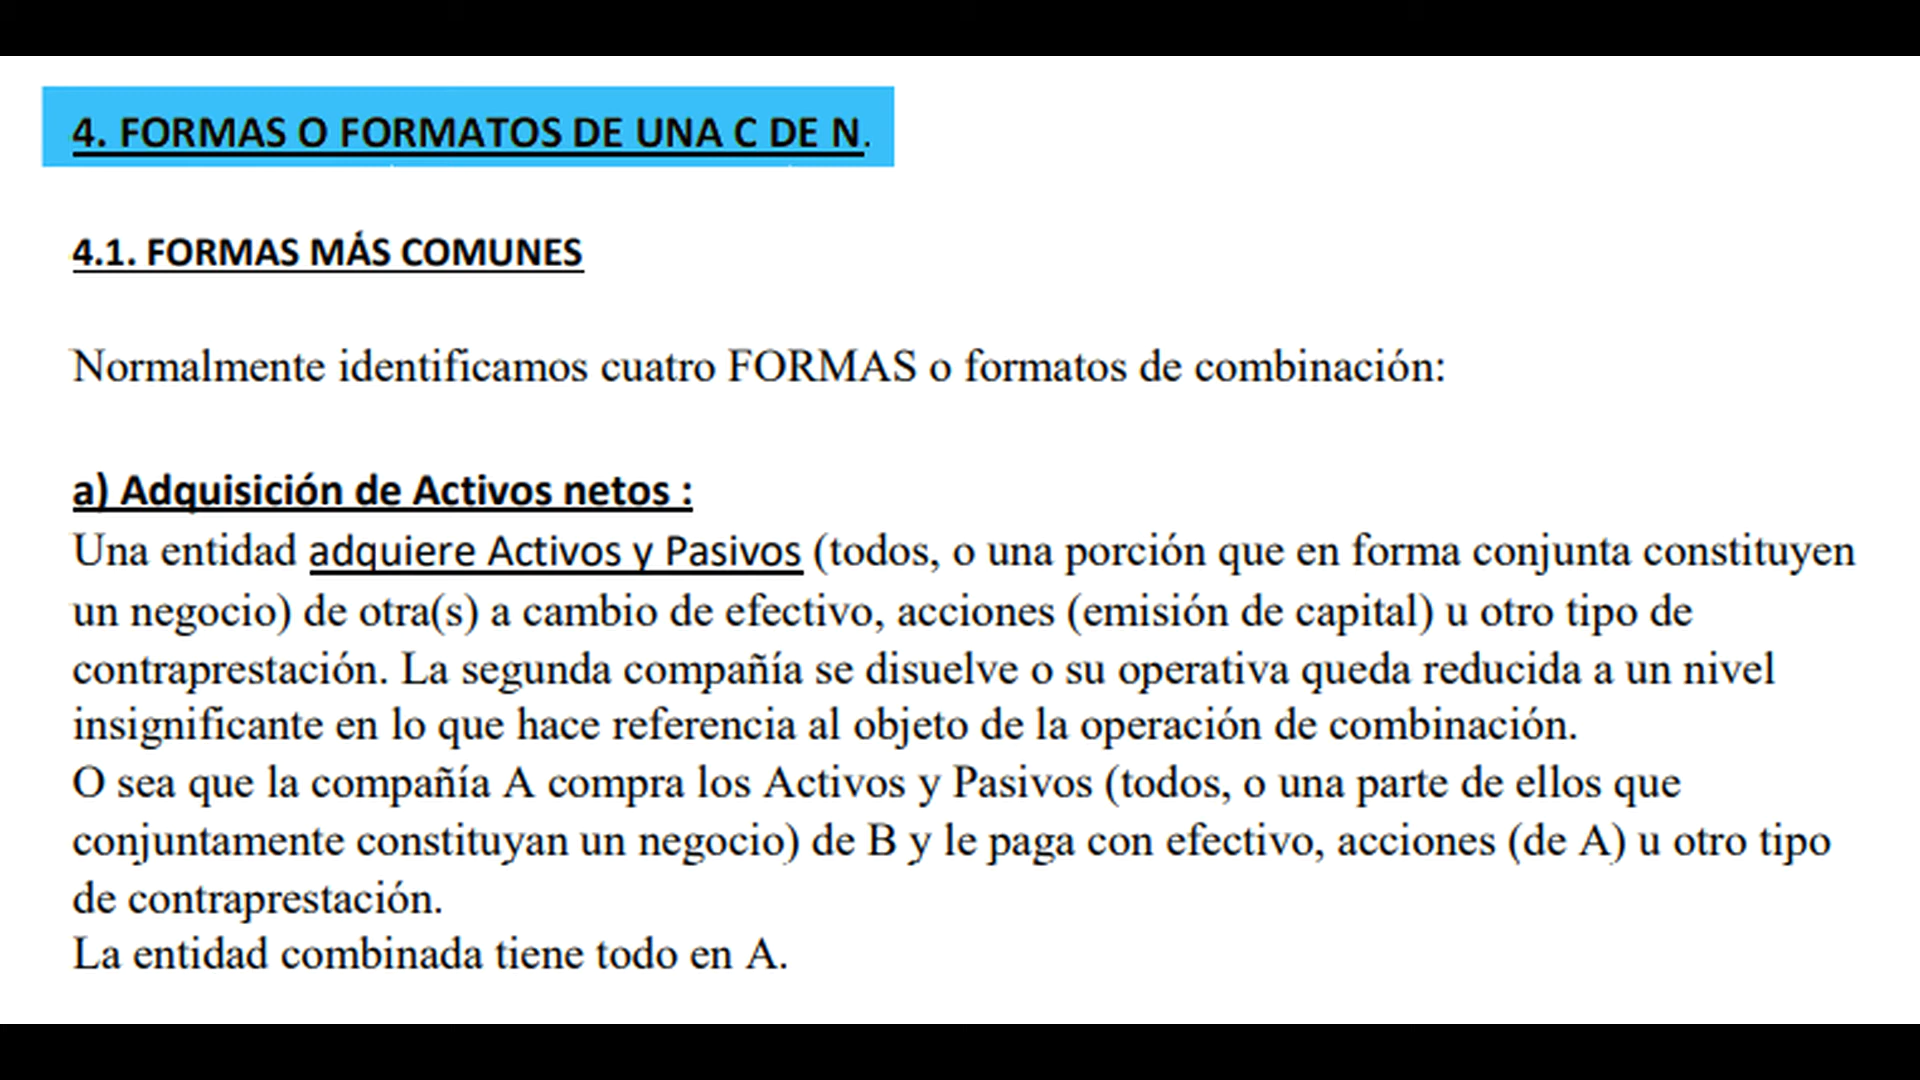 4. FORMAS O FORMATOS DE UNA C DE N.
4.1. FORMAS MÁS COMUNES
Normalmente identificamos cuatro FORMAS o formatos de combinación:
a) Adquisición de Activos netos :
Una entidad adquiere Activos y Pasivos (todos, o una porción que en forma conjunta constituyen
un negocio) de otra(s) a cambio de efectivo, acciones (emisión de capital) u otro tipo de
contraprestación. La segunda compañía se disuelve o su operativa queda reducida a un nivel
insignificante en lo que hace referencia al objeto de la operación de combinación.
O sea que la compañía A compra los Activos y Pasivos (todos, o una parte de ellos que
conjuntamente constituyan un negocio) de B y le paga con efectivo, acciones (de A) u otro tipo
de contraprestación.
La entidad combinada tiene todo en A.